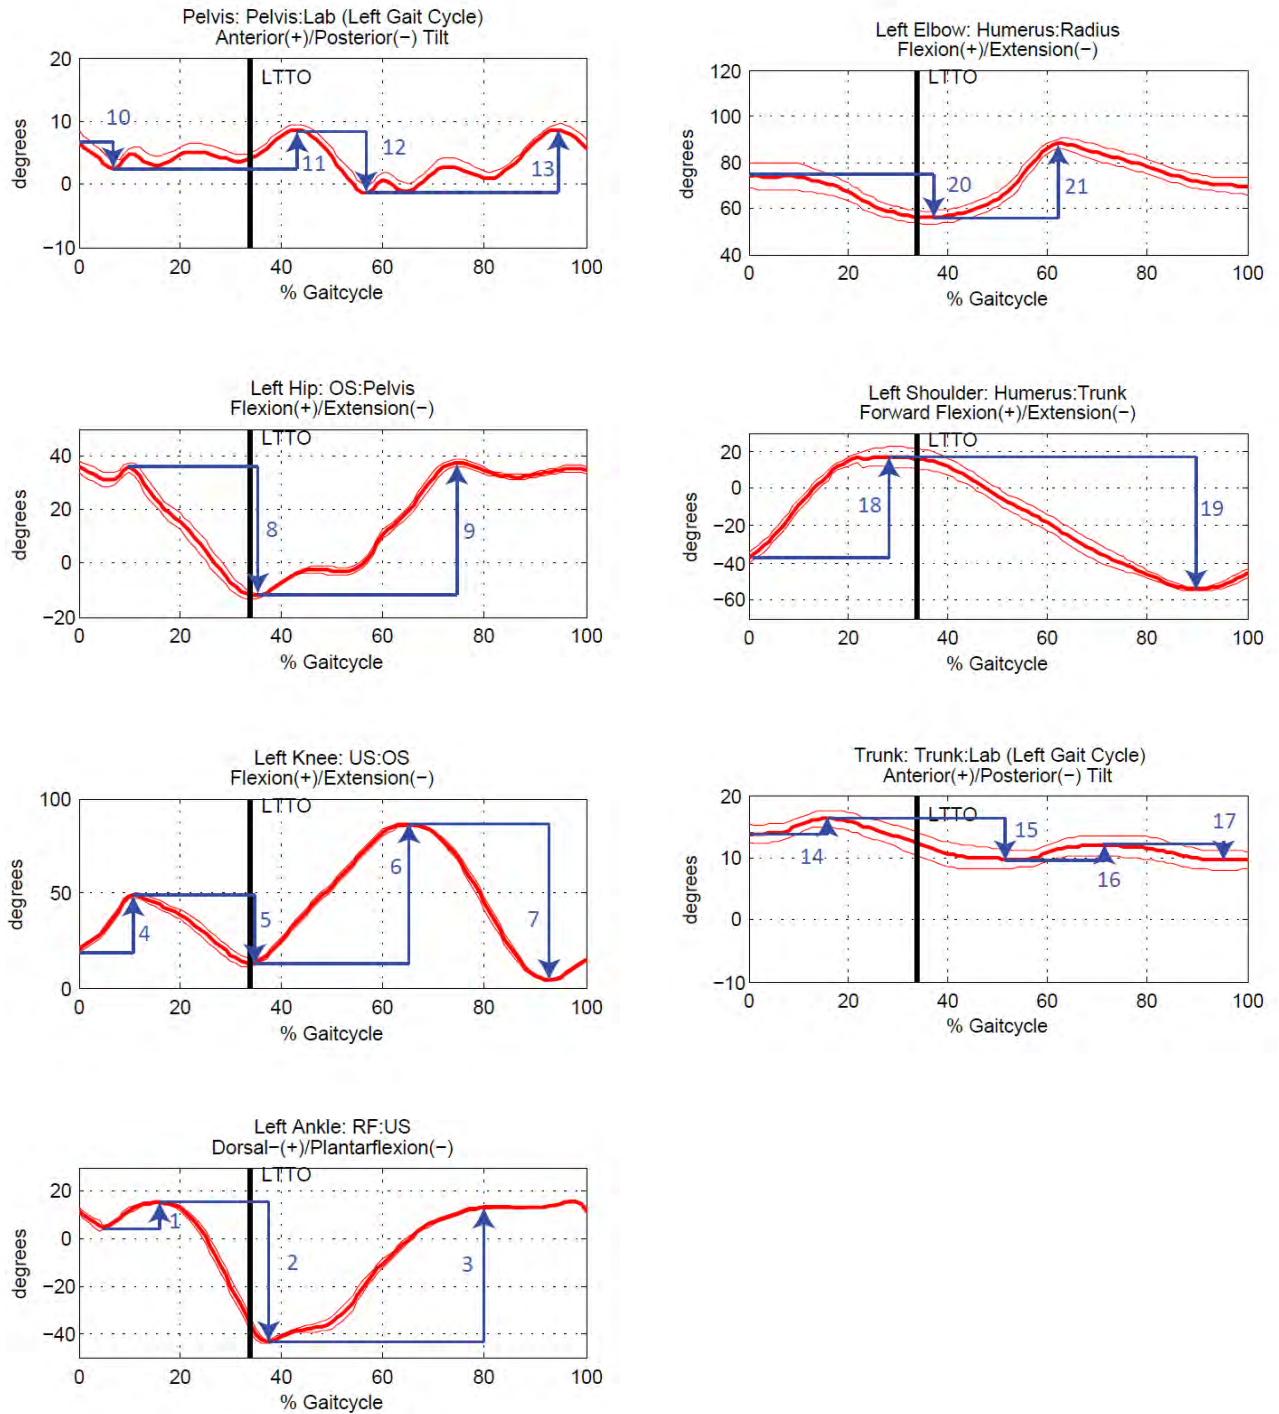 Pelvis: Pelvis:Lab (Left Gait Cycle)
Anterior(+)/Posterior(−) Tilt
20
10
0
−10
degrees
LTTO
10
11
12
13
0 20 40 60 80 100
% Gaitcycle
Left Hip: OS:Pelvis
Flexion(+)/Extension(−)
40
20
0
−20
degrees
LTTO
8
9
0 20 40 60 80 100
% Gaitcycle
Left Knee: US:OS
Flexion(+)/Extension(−)
100
50
0
degrees
LTTO
4
5
6
7
0 20 40 60 80 100
% Gaitcycle
Left Ankle: RF:US
Dorsal−(+)/Plantarflexion(−)
20
0
−20
−40
degrees
LTTO
1
2
3
0 20 40 60 80 100
% Gaitcycle
Left Elbow: Humerus:Radius
Flexion(+)/Extension(−)
120
100
80
60
40
degrees
LTTO
20
21
0 20 40 60 80 100
% Gaitcycle
Left Shoulder: Humerus:Trunk
Forward Flexion(+)/Extension(−)
20
0
−20
−40
−60
degrees
LTTO
18
19
0 20 40 60 80 100
% Gaitcycle
Trunk: Trunk:Lab (Left Gait Cycle)
Anterior(+)/Posterior(−) Tilt
20
10
0
−10
degrees
LTTO
14
15
16
17
0 20 40 60 80 100
% Gaitcycle